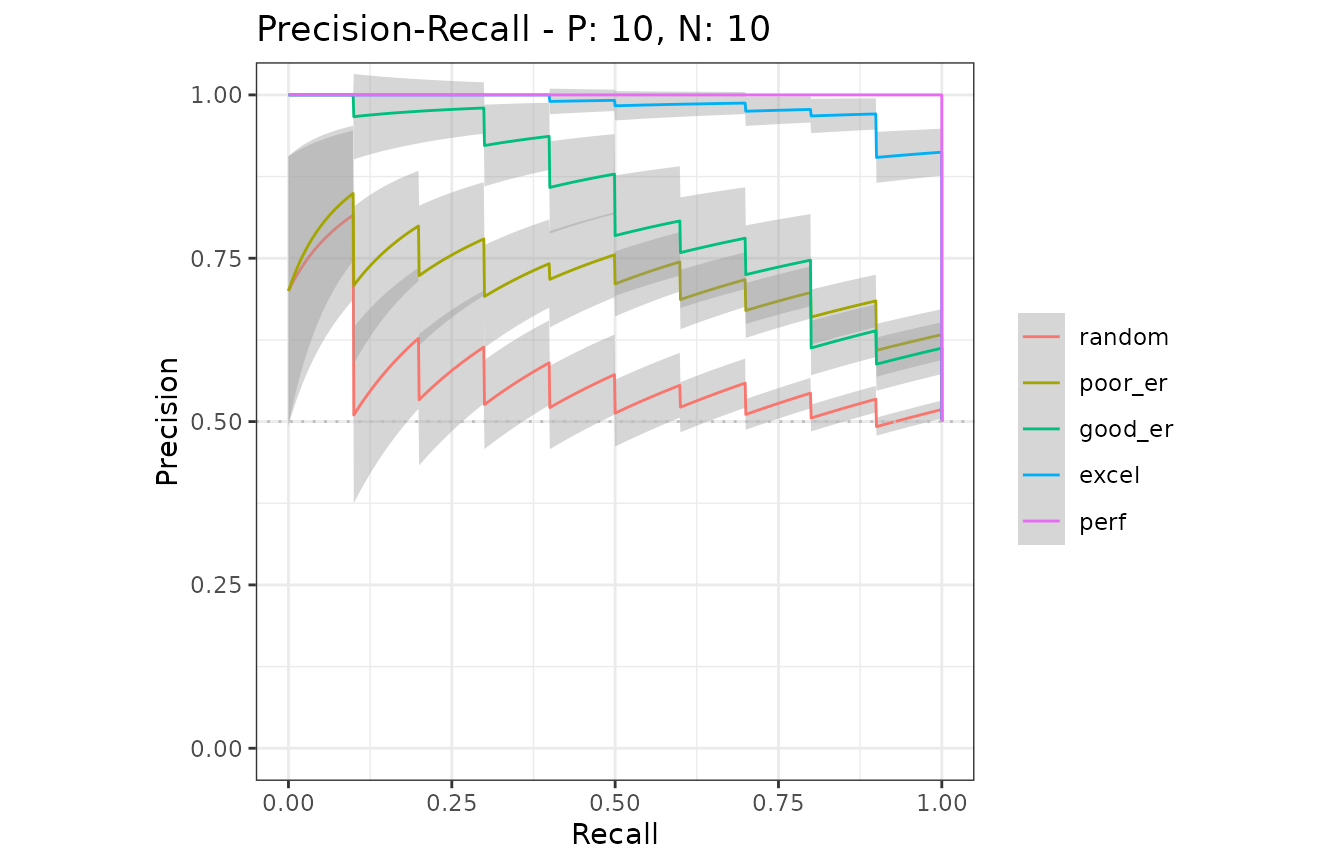 Precision-Recall - P: 10, N: 10
Precision
1.00
0.75
0.50
0.25
0.00
0.00 0.25 0.50 0.75 1.00
Recall
random
poor_er
good_er
excel
perf